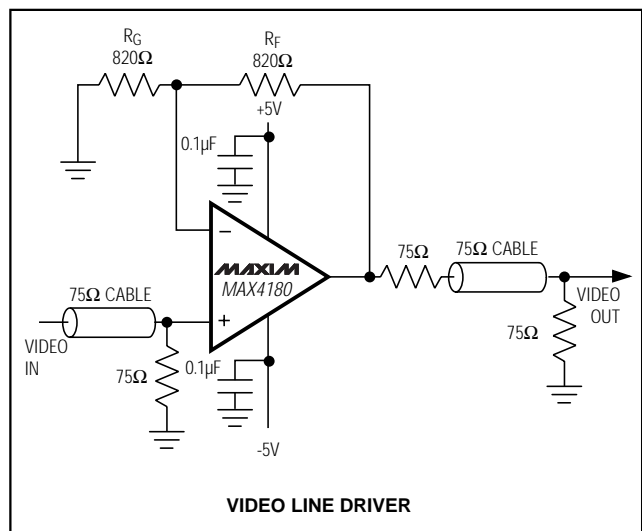 RG
820Ω
RF
820Ω
+5V
0.1µF
−
MAXIM
MAX4180
+
75Ω CABLE
VIDEO
IN
75Ω
0.1µF
-5V
75Ω
75Ω CABLE
VIDEO
OUT
75Ω
VIDEO LINE DRIVER